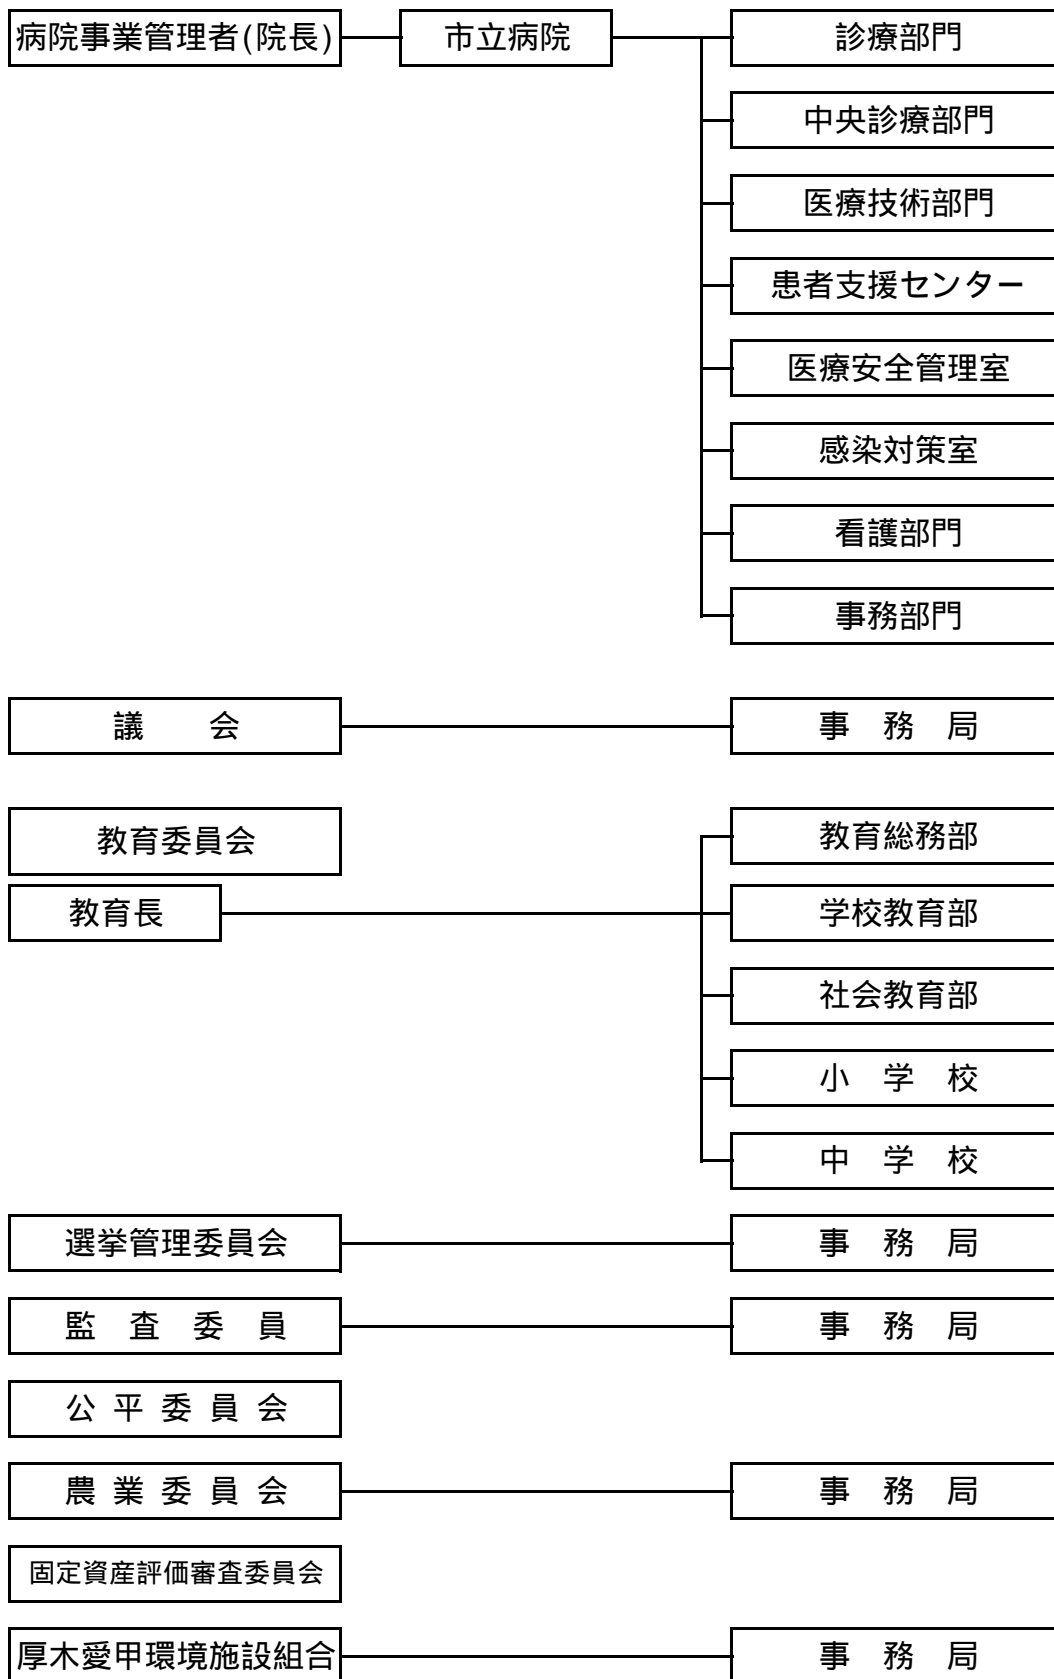 病院事業管理者(院長)
市立病院
診療部門
中央診療部門
医療技術部門
患者支援センター
医療安全管理室
感染対策室
看護部門
事務部門
議　　会
事　務　局
教育委員会
教育長
教育総務部
学校教育部
社会教育部
小　学　校
中　学　校
選挙管理委員会
事　務　局
監　査　委　員
事　務　局
公 平 委 員 会
農 業 委 員 会
事　務　局
固定資産評価審査委員会
厚木愛甲環境施設組合
事　務　局